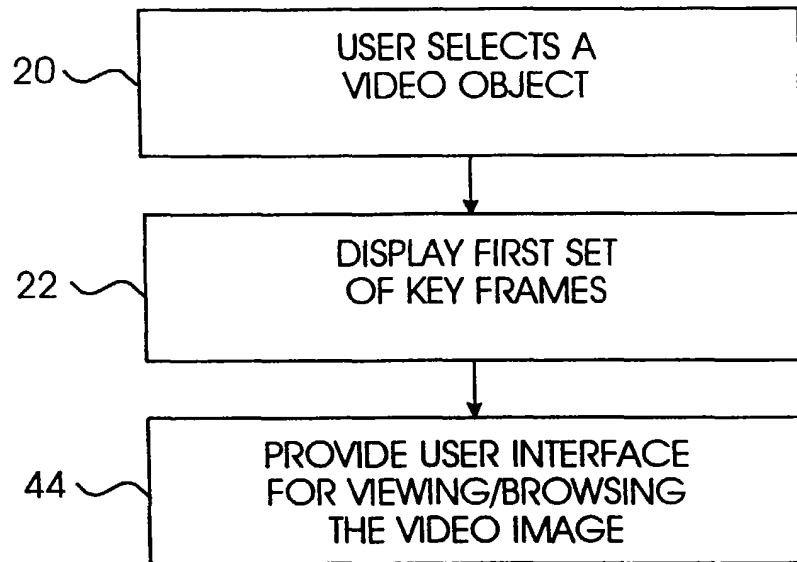 20
USER SELECTS A
VIDEO OBJECT
22
DISPLAY FIRST SET
OF KEY FRAMES
44
PROVIDE USER INTERFACE
FOR VIEWING/BROWSING
THE VIDEO IMAGE